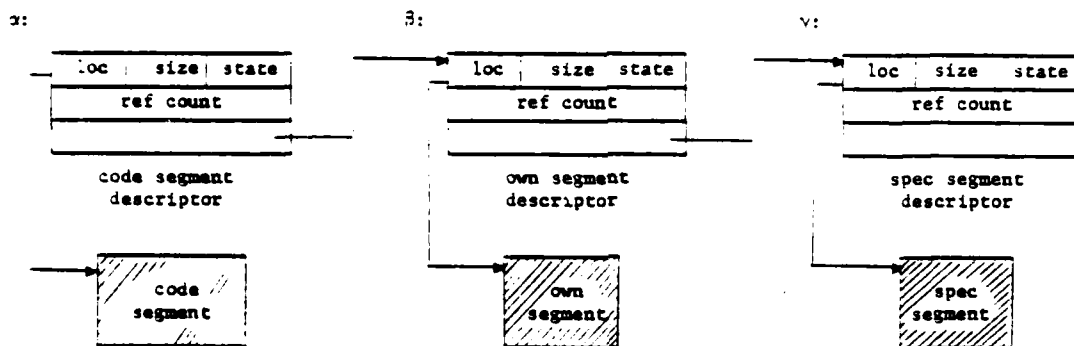 α: β: γ:
loc size state loc size state loc size state
ref count ref count ref count
code segment own segment spec segment
descriptor descriptor descriptor
code own spec
segment segment segment